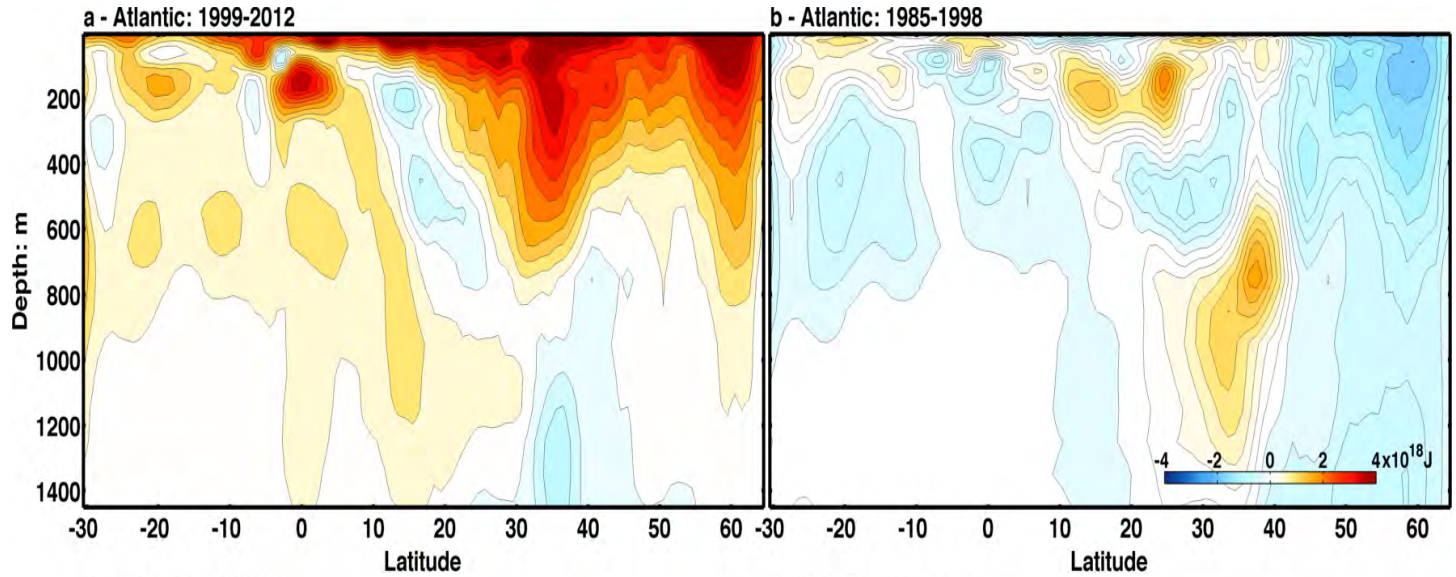 a - Atlantic: 1999-2012
b - Atlantic: 1985-1998
Depth: m
200
400
600
800
1000
1200
1400
-4 -2 0 2 4x10^18 J
-30 -20 -10 0 10 20 30 40 50 60
-30 -20 -10 0 10 20 30 40 50 60
Latitude
Latitude